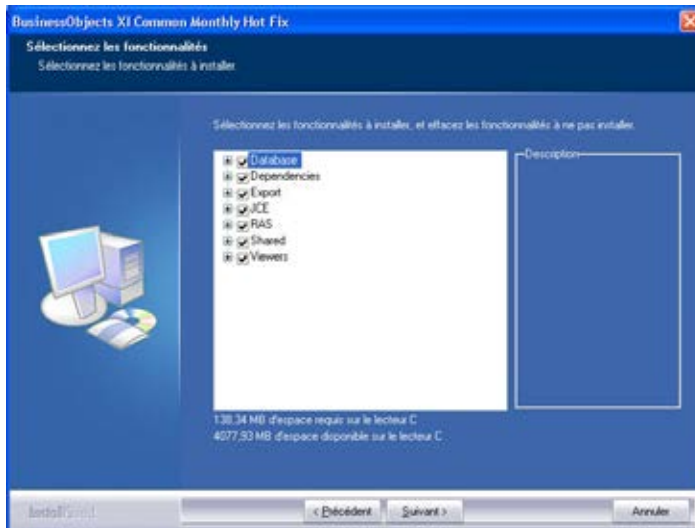 BusinessObjects XI Common Monthly Hot Fix
Sélectionnez les fonctionnalités
Sélectionnez les fonctionnalités à installer.
Sélectionnez les fonctionnalités à installer, et effacez les fonctionnalités à ne pas installer.
Database
Dependencies
Export
JCE
RAS
Shared
Viewers
Description
138,34 MB d'espace requis sur le lecteur C
4077,93 MB d'espace disponible sur le lecteur C
InstallShield
< Précédent
Suivant >
Annuler